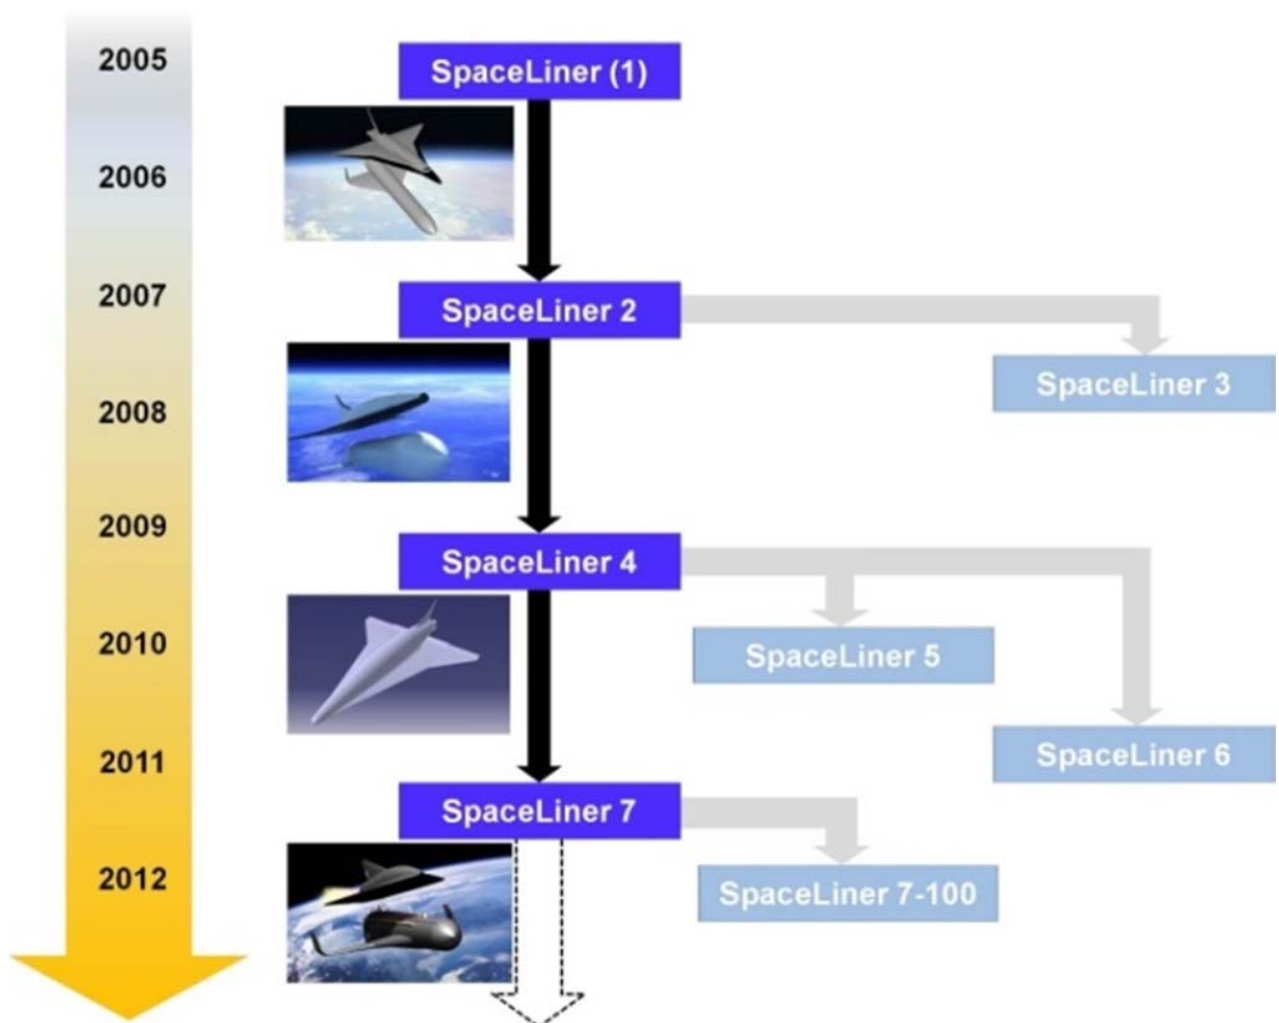 2005
SpaceLiner (1)
2006
2007
SpaceLiner 2
SpaceLiner 3
2008
2009
SpaceLiner 4
2010
SpaceLiner 5
2011
SpaceLiner 6
SpaceLiner 7
2012
SpaceLiner 7-100